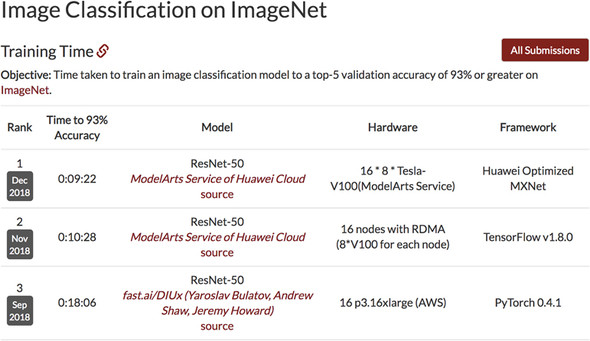 Image Classification on ImageNet
Training Time
All Submissions
Objective: Time taken to train an image classification model to a top-5 validation accuracy of 93% or greater on
ImageNet.
Rank
Time to 93%
Accuracy
Model
Hardware
Framework
1
Dec
2018
0:09:22
ResNet-50
ModelArts Service of Huawei Cloud
source
16 * 8 * Tesla-
V100(ModelArts Service)
Huawei Optimized
MXNet
2
Nov
2018
0:10:28
ResNet-50
ModelArts Service of Huawei Cloud
source
16 nodes with RDMA
(8*V100 for each node)
TensorFlow v1.8.0
3
Sep
2018
0:18:06
ResNet-50
fast.ai/DIUx (Yaroslav Bulatov, Andrew
Shaw, Jeremy Howard)
source
16 p3.16xlarge (AWS)
PyTorch 0.4.1